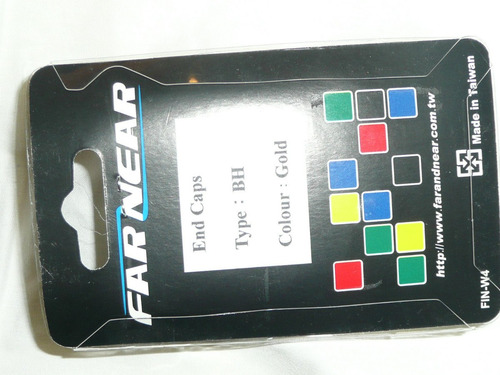 FAR NEAR
End Caps
Type : BH
Colour : Gold
http://www.farandnear.com.tw
Made in Taiwan
FIN-W4